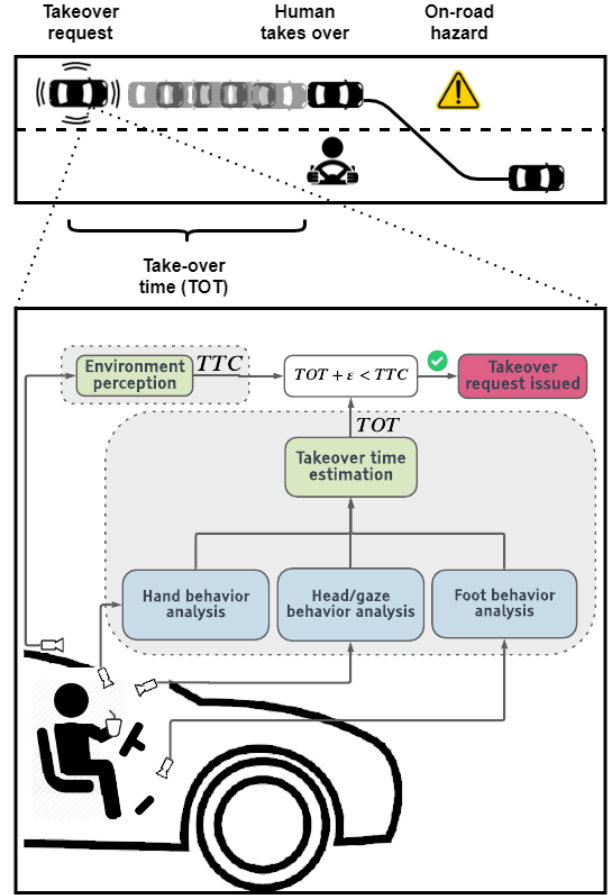 Takeover
request
Human
takes over
On-road
hazard
Take-over
time (TOT)
Environment
perception
TTC
TOT + ε < TTC
Takeover
request issued
TOT
Takeover time
estimation
Hand behavior
analysis
Head/gaze
behavior analysis
Foot behavior
analysis